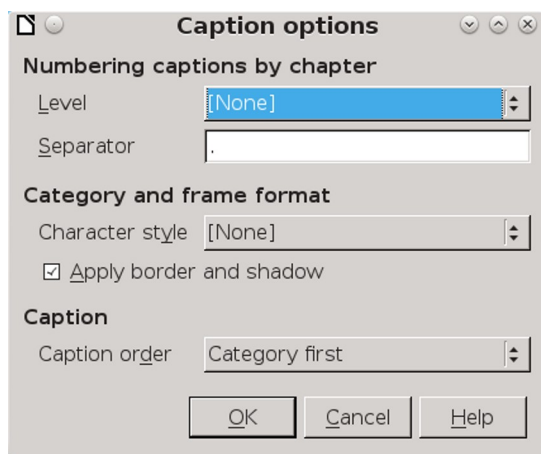 Caption options
Numbering captions by chapter
Level [None]
Separator .
Category and frame format
Character style [None]
Apply border and shadow
Caption
Caption order Category first
OK Cancel Help